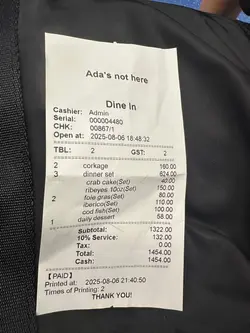 Ada's not here
Dine In
Cashier: Admin
Serial: 000004480
CHK: 00867/1
Open at: 2025-08-06 18:48:32
TBL: 2 GST: 2
2 corkage 160.00
3 dinner set 624.00
crab cake(Set) 40.00
ribeyes 10oz(Set) 150.00
2 foie gras(Set) 80.00
iberico(Set) 110.00
cod fish(Set) 100.00
2 daily dessert 58.00
Subtotal: 1322.00
10% Service: 132.00
Tax: 0.00
Total: 1454.00
Cash: 1454.00
【PAID】
Printed at: 2025-08-06 21:40:50
Times of Printing: 2
THANK YOU!